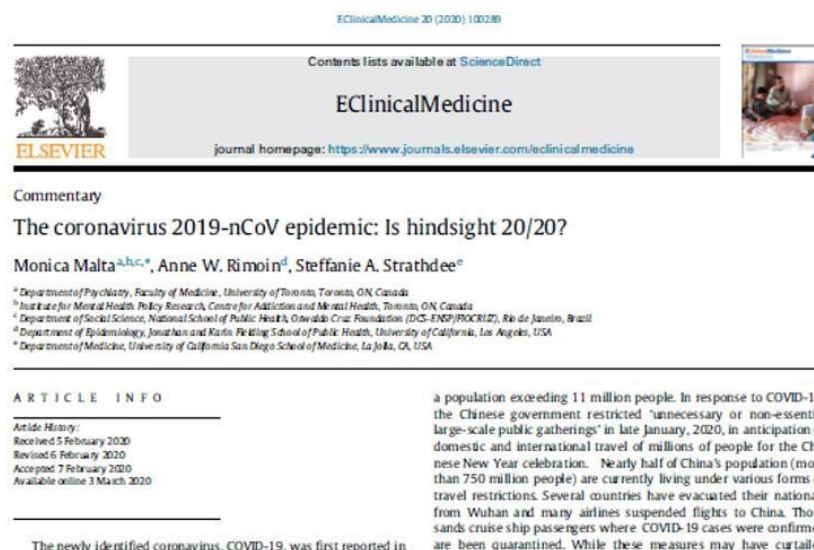 EClinicalMedicine 20 (2020) 100289
Contents lists available at ScienceDirect
EClinicalMedicine
ELSEVIER
journal homepage: https://www.journals.elsevier.com/eclinicalmedicine
Commentary
The coronavirus 2019-nCoV epidemic: Is hindsight 20/20?
Monica Malta a,b,c,*, Anne W. Rimoin d, Steffanie A. Strathdee e
a Department of Psychiatry, Faculty of Medicine, University of Toronto, Toronto, ON, Canada
b Institute for Mental Health Policy Research, Centre for Addiction and Mental Health, Toronto, ON, Canada
c Department of Social Science, National School of Public Health, Oswaldo Cruz Foundation (DCS-ENSP/FIOCRUZ), Rio de Janeiro, Brazil
d Department of Epidemiology, Jonathan and Karin Fielding School of Public Health, University of California, Los Angeles, USA
e Department of Medicine, University of California San Diego School of Medicine, La Jolla, CA, USA
ARTICLE INFO
Article History:
Received 5 February 2020
Revised 6 February 2020
Accepted 7 February 2020
Available online 3 March 2020
The newly identified coronavirus, COVID-19, was first reported in
a population exceeding 11 million people. In response to COVID-1
the Chinese government restricted "unnecessary or non-essenti
large-scale public gatherings" in late January, 2020, in anticipation
domestic and international travel of millions of people for the Ch
nese New Year celebration. Nearly half of China's population (mo
than 750 million people) are currently living under various forms
travel restrictions. Several countries have evacuated their national
from Wuhan and many airlines suspended flights to China. Tho
sands cruise ship passengers where COVID-19 cases were confirme
are been quarantined. While these measures may have curtaile